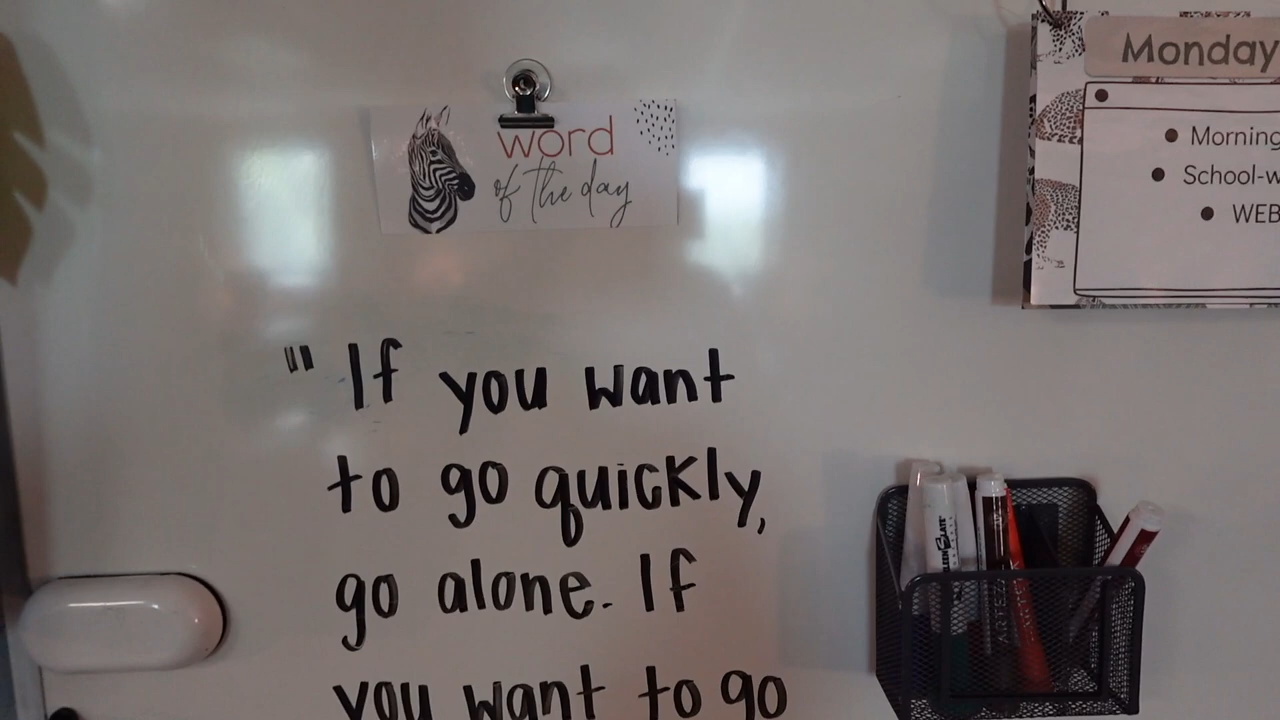 word
of the day
Monday
Morning
School-w
WEB
" If you want
to go quickly,
go alone. If
you want to go
ARTEZA